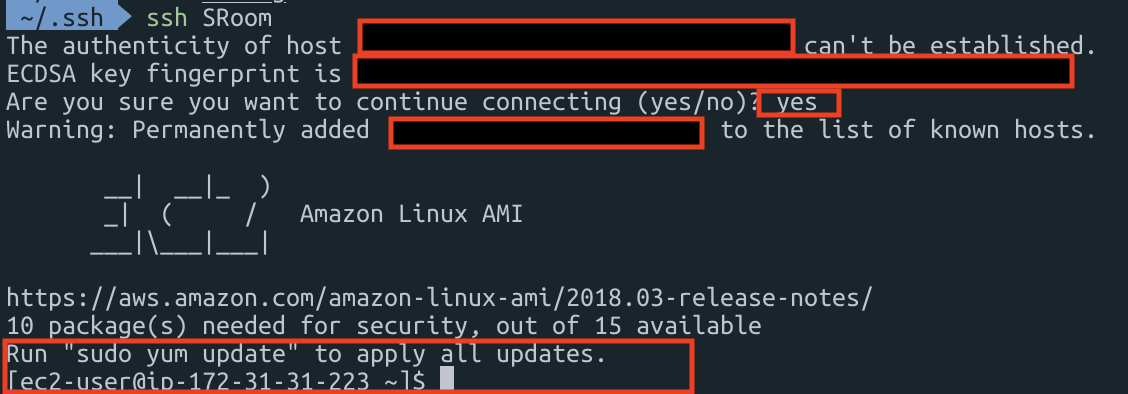 ~/.ssh ssh SRoom
The authenticity of host can't be established.
ECDSA key fingerprint is
Are you sure you want to continue connecting (yes/no)? yes
Warning: Permanently added to the list of known hosts.
__|  __|_  )
_|  (     /   Amazon Linux AMI
___|\___|___|
https://aws.amazon.com/amazon-linux-ami/2018.03-release-notes/
10 package(s) needed for security, out of 15 available
Run "sudo yum update" to apply all updates.
[ec2-user@ip-172-31-31-223 ~]$